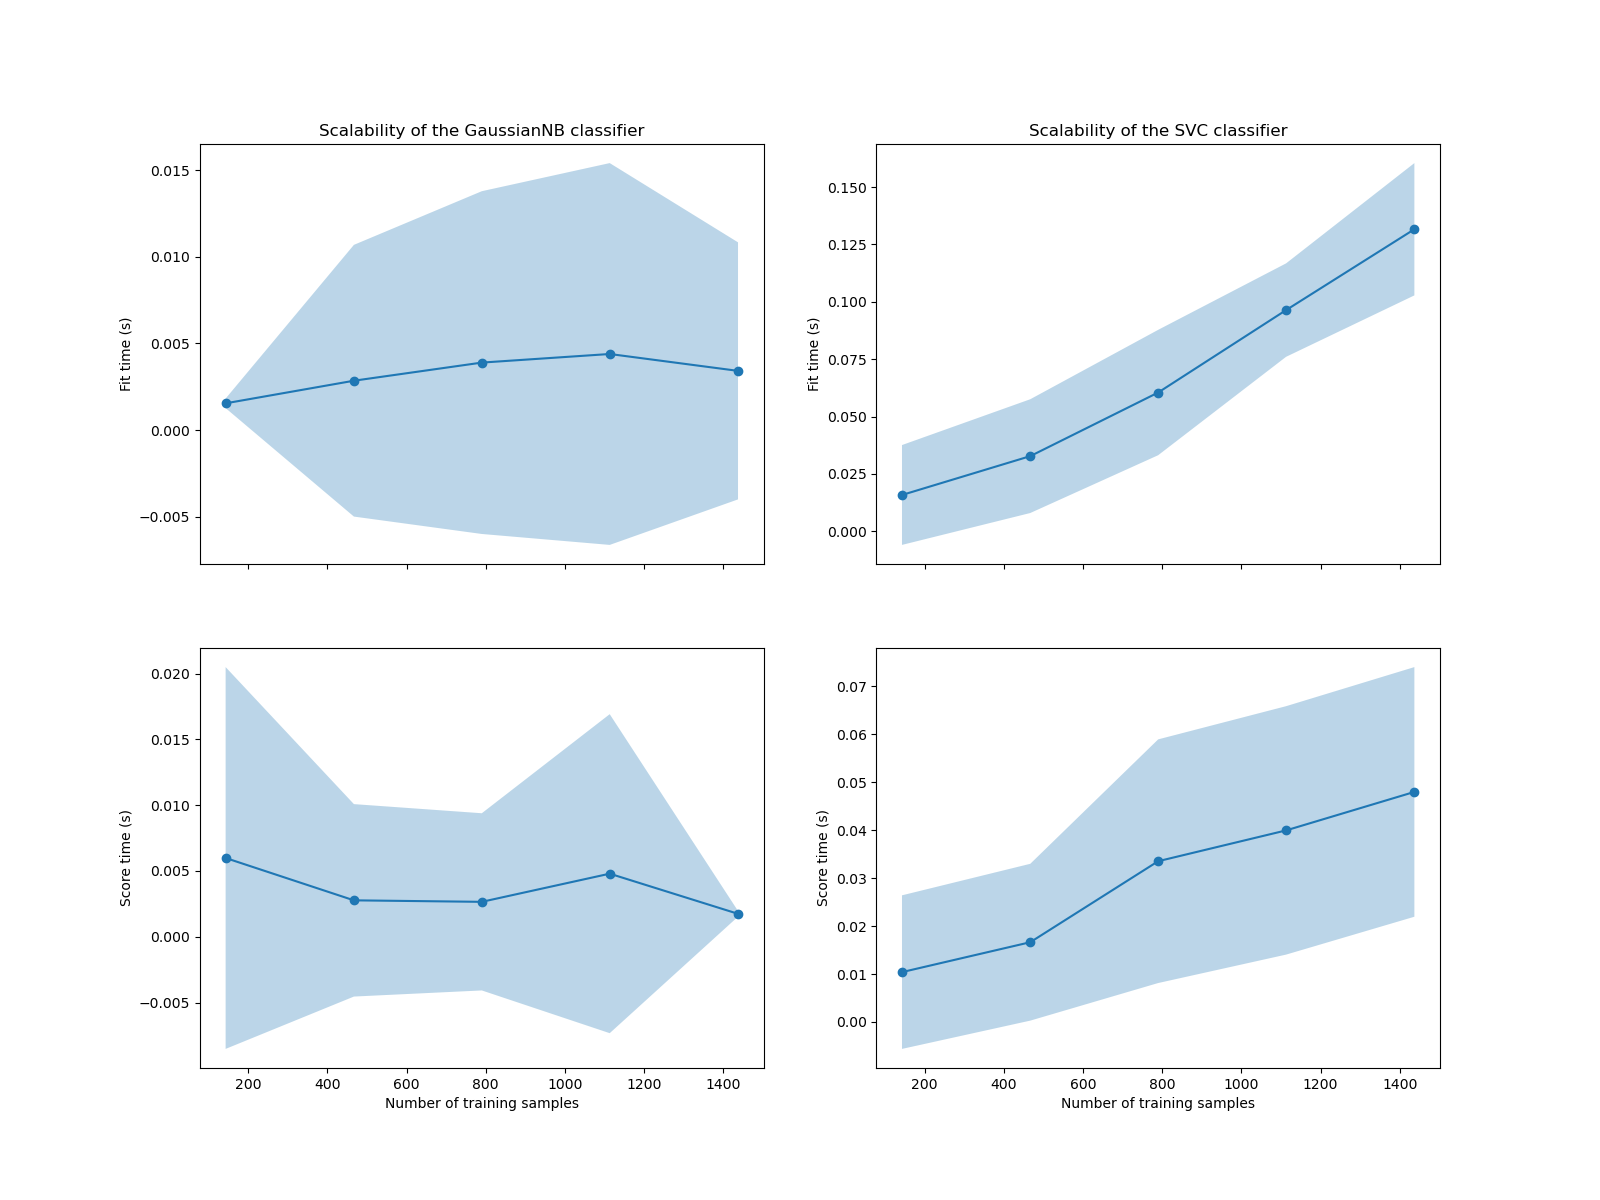 Scalability of the GaussianNB classifier
0.015
0.010
0.005
0.000
−0.005
Fit time (s)
Scalability of the SVC classifier
0.150
0.125
0.100
0.075
0.050
0.025
0.000
Fit time (s)
0.020
0.015
0.010
0.005
0.000
−0.005
Score time (s)
200 400 600 800 1000 1200 1400
Number of training samples
0.07
0.06
0.05
0.04
0.03
0.02
0.01
0.00
Score time (s)
200 400 600 800 1000 1200 1400
Number of training samples